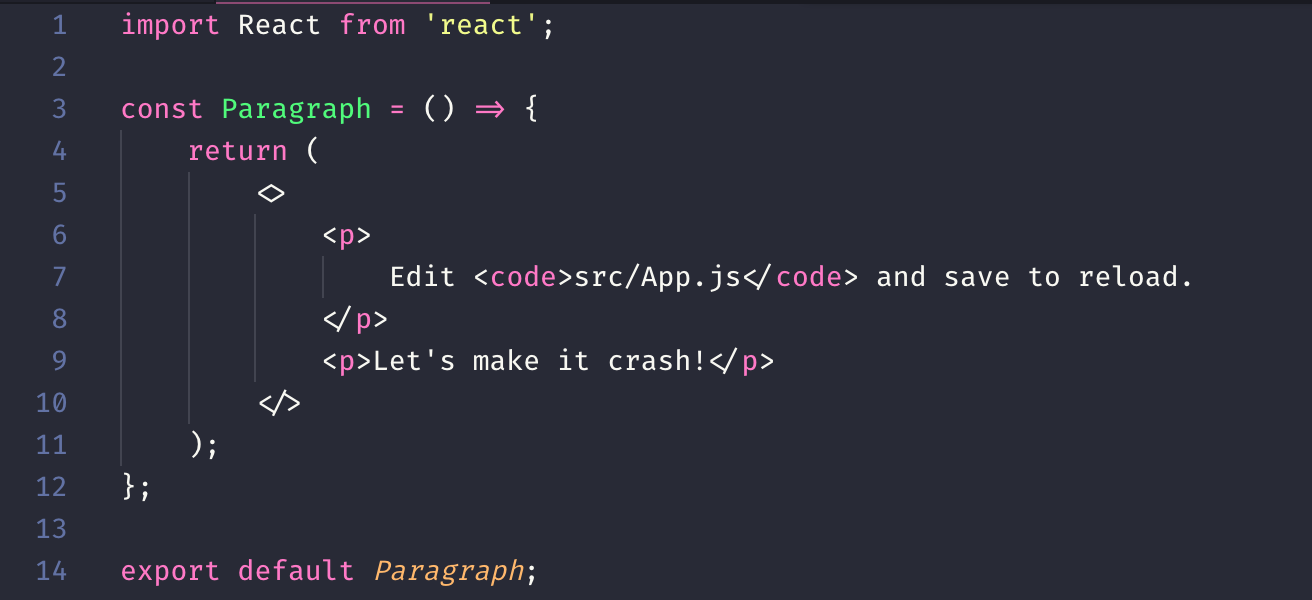 1 import React from 'react';
2
3 const Paragraph = () => {
4     return (
5         <>
6             <p>
7                 Edit <code>src/App.js</code> and save to reload.
8             </p>
9             <p>Let's make it crash!</p>
10         </>
11     );
12 };
13
14 export default Paragraph;